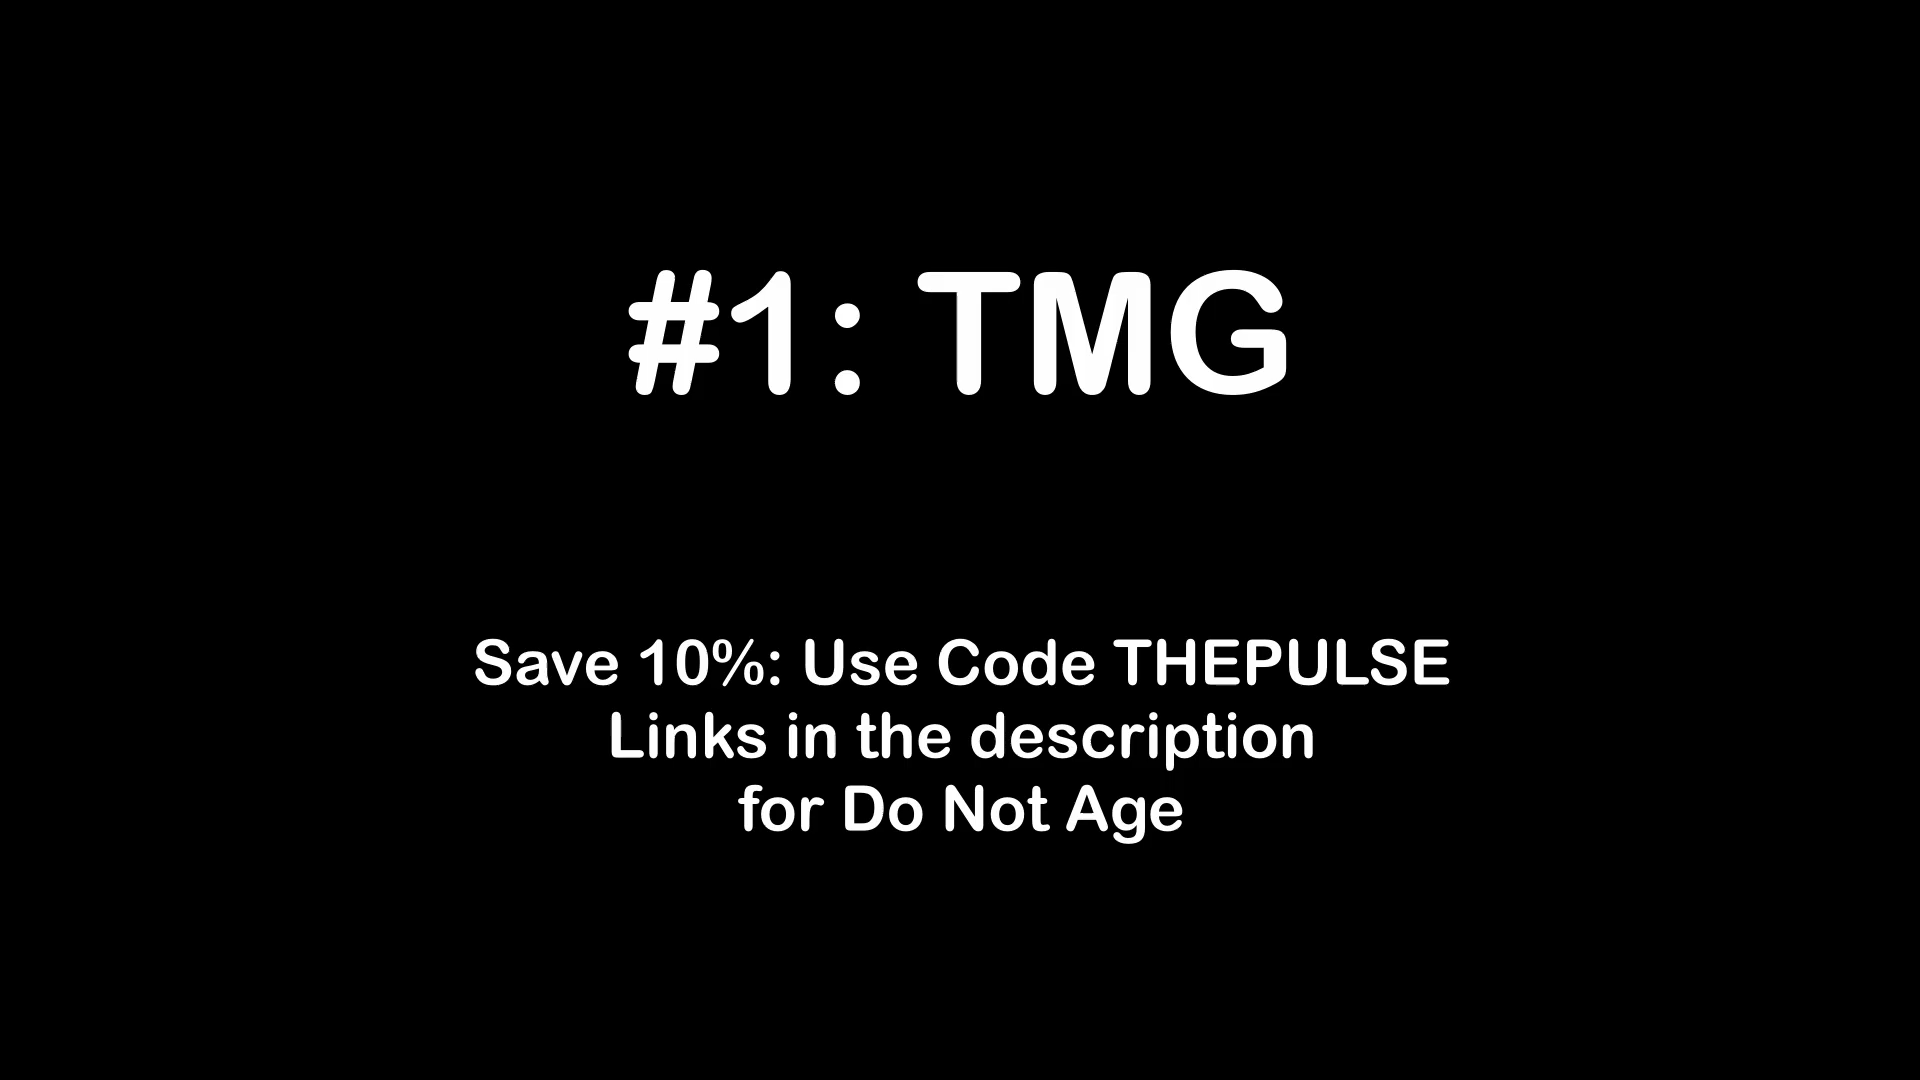 #1: TMG
Save 10%: Use Code THEPULSE
Links in the description
for Do Not Age